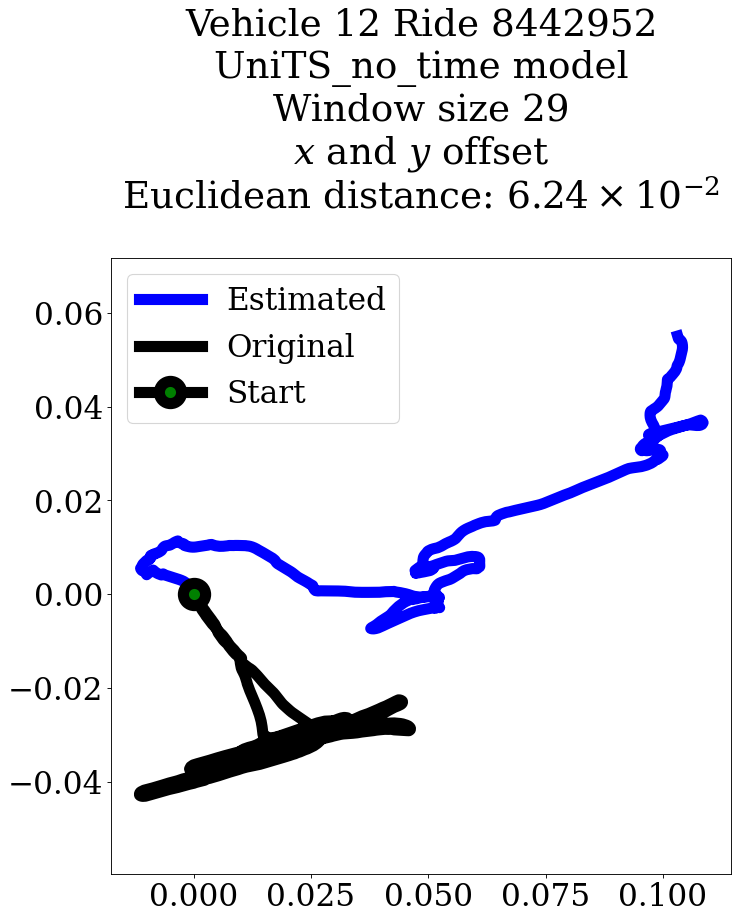 Vehicle 12 Ride 8442952
UniTS_no_time model
Window size 29
x and y offset
Euclidean distance: 6.24 × 10⁻²
Estimated
Original
Start
0.06
0.04
0.02
0.00
−0.02
−0.04
0.000 0.025 0.050 0.075 0.100